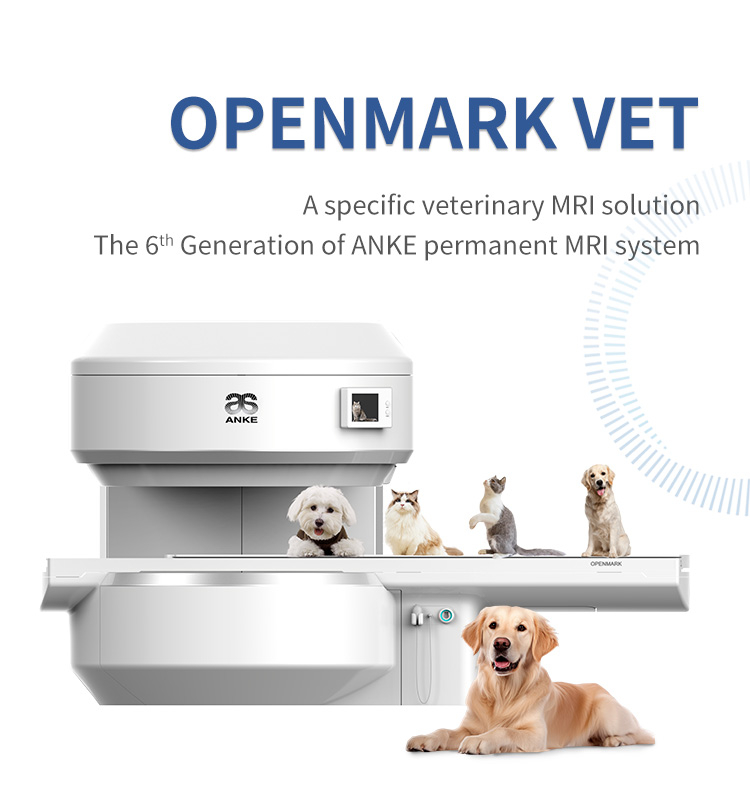 OPENMARK VET
A specific veterinary MRI solution
The 6th Generation of ANKE permanent MRI system
ANKE
OPENMARK